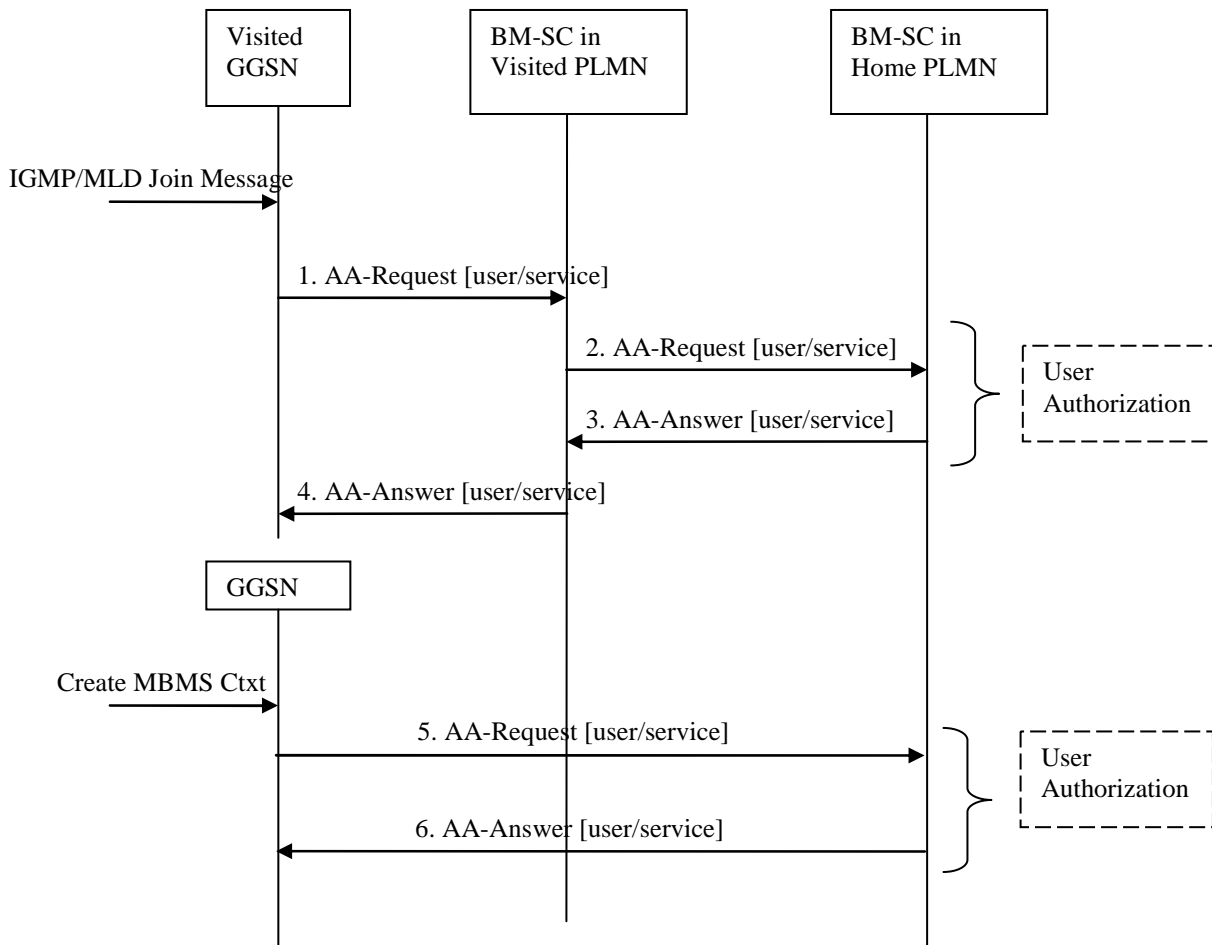 Visited
GGSN
BM-SC in
Visited PLMN
BM-SC in
Home PLMN
IGMP/MLD Join Message
1. AA-Request [user/service]
2. AA-Request [user/service]
User
Authorization
3. AA-Answer [user/service]
4. AA-Answer [user/service]
GGSN
Create MBMS Ctxt
5. AA-Request [user/service]
User
Authorization
6. AA-Answer [user/service]